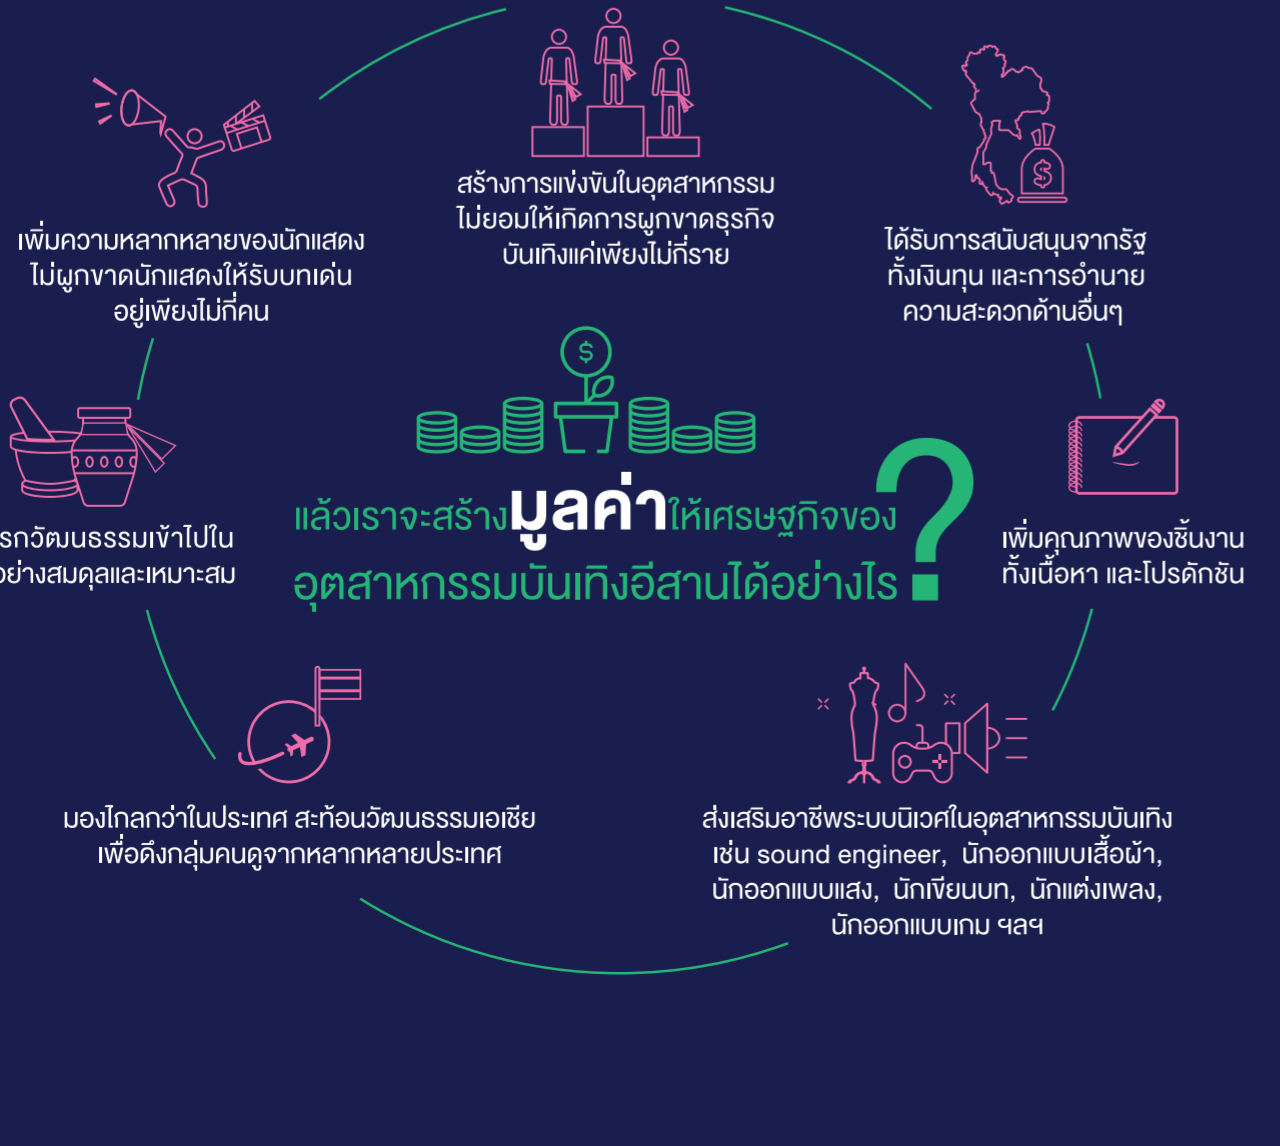 สร้างการแข่งขันในอุตสาหกรรม
ไม่ยอมให้เกิดการผูกขาดธุรกิจ
บันเทิงแค่เพียงไม่กี่ราย
เพิ่มความหลากหลายของนักแสดง
ไม่ผูกขาดนักแสดงให้รับบทเด่น
อยู่เพียงไม่กี่คน
ได้รับการสนับสนุนจากรัฐ
ทั้งเงินทุน และการอำนาย
ความสะดวกด้านอื่นๆ
แล้วเราจะสร้างมูลค่าให้เศรษฐกิจของ
อุตสาหกรรมบันเทิงอีสานได้อย่างไร?
รกวัฒนธรรมเข้าไปใน
อย่างสมดุลและเหมาะสม
เพิ่มคุณภาพของชิ้นงาน
ทั้งเนื้อหา และโปรดักชัน
มองไกลกว่าในประเทศ สะท้อนวัฒนธรรมเอเชีย
เพื่อดึงกลุ่มคนดูจากหลากหลายประเทศ
ส่งเสริมอาชีพระบบนิเวศในอุตสาหกรรมบันเทิง
เช่น sound engineer, นักออกแบบเสื้อผ้า,
นักออกแบบแสง, นักเขียนบท, นักแต่งเพลง,
นักออกแบบเกม ฯลฯ